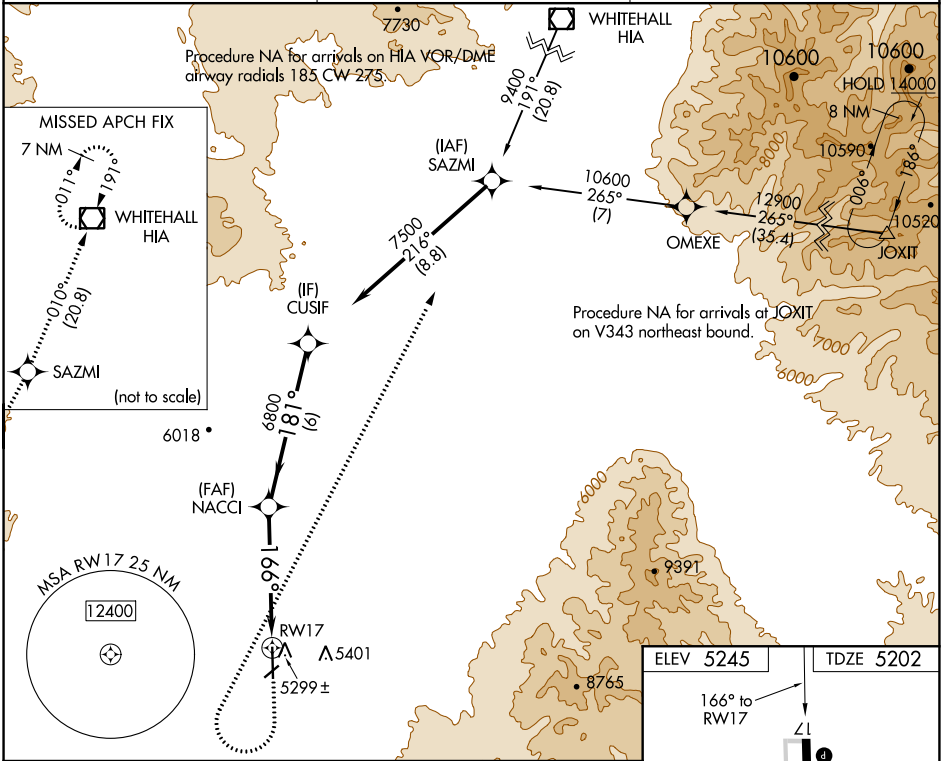 7730
WHITEHALL
HIA
Procedure NA for arrivals on HIA VOR/DME
airway radials 185 CW 275.
9400
191°
(20.8)
10600
10600
HOLD 14000
8 NM
10590
186°
006°
10520
8000
MISSED APCH FIX
7 NM
011°
191°
WHITEHALL
HIA
010°
(20.8)
SAZMI
(not to scale)
(IAF)
SAZMI
10600
265°
(7)
OMEXE
12900
265°
(35.4)
JOXIT
7500
216°
(8.8)
(IF)
CUSIF
Procedure NA for arrivals at JOXIT
on V343 northeast bound.
7000
6000
6800
181°
(6)
6018
(FAF)
NACCI
6000
166°
9391
MSA RW17 25 NM
12400
RW17
5401
5299±
8765
ELEV 5245
TDZE 5202
166° to
RW17
17
P